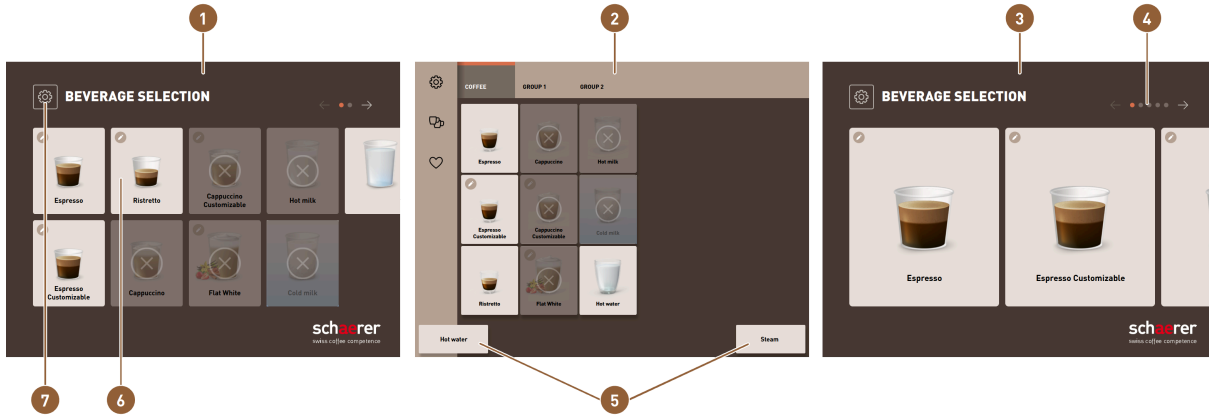 1
2
3
4
BEVERAGE SELECTION
Espresso
Ristretto
Cappuccino
Customizable
Hot milk
Espresso
Customizable
Cappuccino
Flat White
Cold milk
schaerer
swiss coffee competence
COFFEE
GROUP 1
GROUP 2
Espresso
Cappuccino
Hot milk
Espresso
Customizable
Cappuccino
Customizable
Cold milk
Ristretto
Flat White
Hot water
Hot water
Steam
BEVERAGE SELECTION
Espresso
Espresso Customizable
schaerer
swiss coffee competence
7
6
5